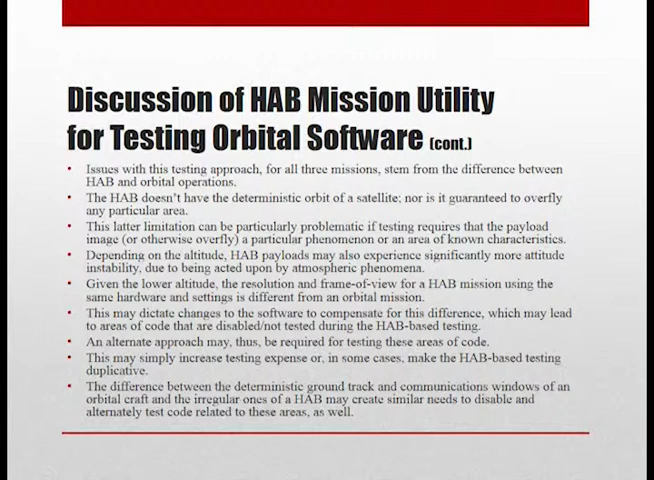 Discussion of HAB Mission Utility
for Testing Orbital Software (cont.)
• Issues with this testing approach, for all three missions, stem from the difference between
HAB and orbital operations.
• The HAB doesn't have the deterministic orbit of a satellite; nor is it guaranteed to overfly
any particular area.
• This latter limitation can be particularly problematic if testing requires that the payload
image (or otherwise overfly) a particular phenomenon or an area of known characteristics.
• Depending on the altitude, HAB payloads may also experience significantly more attitude
instability, due to being acted upon by atmospheric phenomena.
• Given the lower altitude, the resolution and frame-of-view for a HAB mission using the
same hardware and settings is different from an orbital mission.
• This may dictate changes to the software to compensate for this difference, which may lead
to areas of code that are disabled/not tested during the HAB-based testing.
• An alternate approach may, thus, be required for testing these areas of code.
• This may simply increase testing expense or, in some cases, make the HAB-based testing
duplicative.
• The difference between the deterministic ground track and communications windows of an
orbital craft and the irregular ones of a HAB may create similar needs to disable and
alternately test code related to these areas, as well.